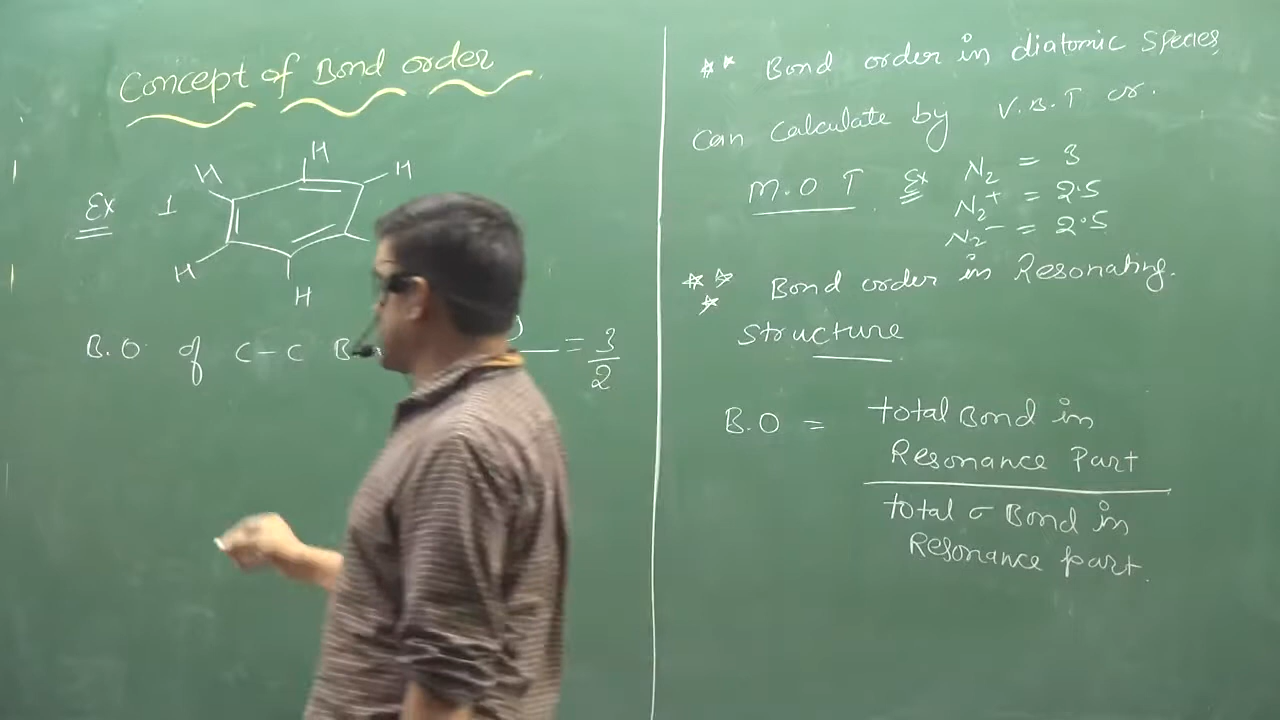 Concept of Bond order
Ex 1
H
H
H
H
H
B.O of C-C B = 3/2
** Bond order in diatomic Species
can calculate by V.B.T or.
M.O T Ex N₂ = 3
N₂⁺ = 2.5
N₂⁻ = 2.5
*** Bond order in Resonating.
Structure
B.O = total Bond in
Resonance Part
total σ Bond in
Resonance part.